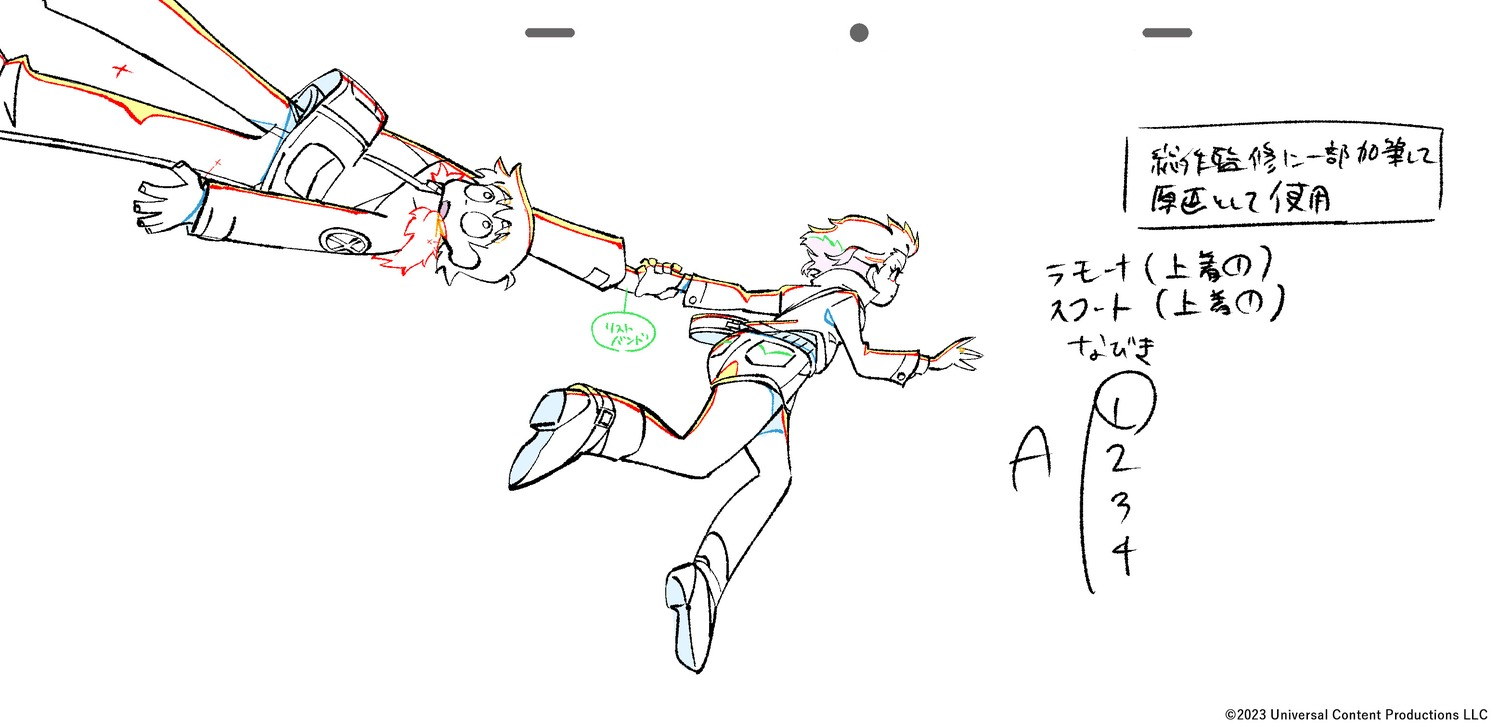 総作監修に一部加筆して
原画として使用
ラモーナ(上着の)
スコート(上着の)
なびき
A
①
2
3
4
リスト
バンド
©2023 Universal Content Productions LLC